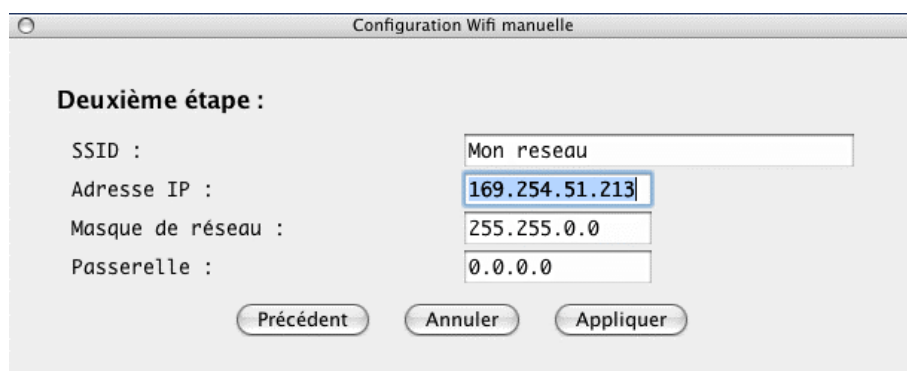 Configuration Wifi manuelle
Deuxième étape :
SSID : Mon reseau
Adresse IP : 169.254.51.213
Masque de réseau : 255.255.0.0
Passerelle : 0.0.0.0
Précédent Annuler Appliquer